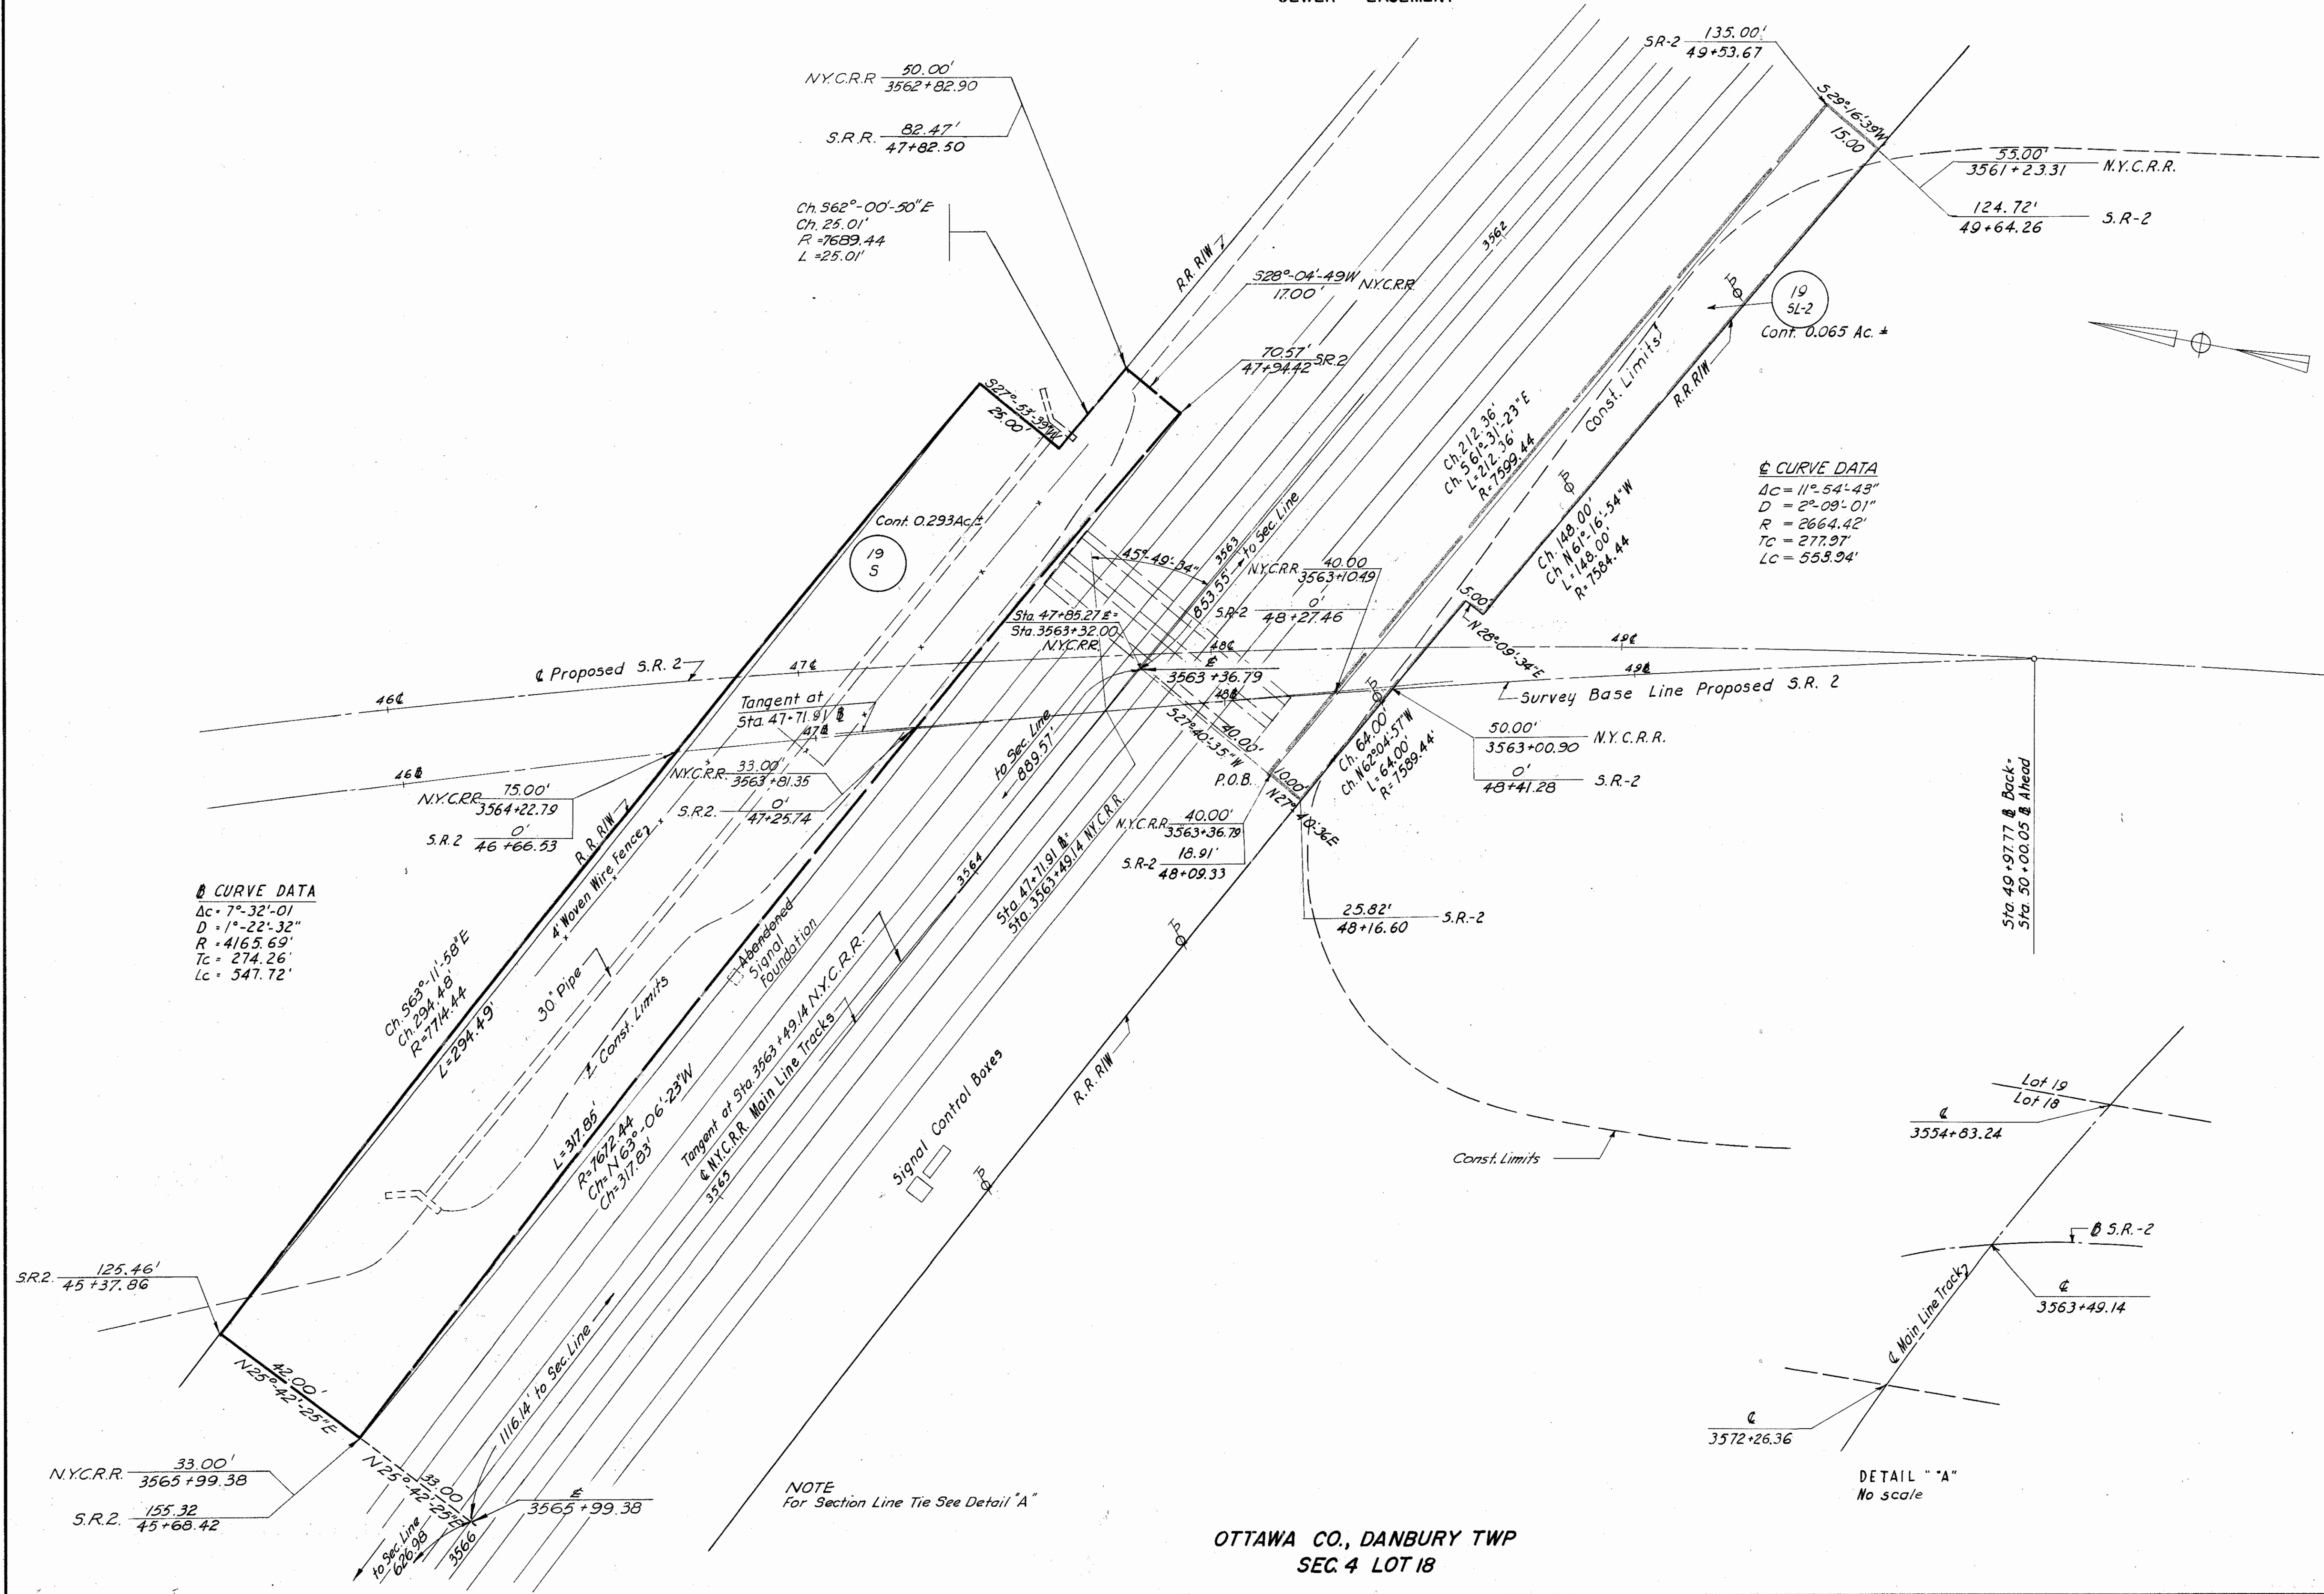 SEWER EASEMENT
N.Y.C.R.R 50.00'
3562+82.90
S.R.R. 82.47'
47+82.50
Ch. S62°-00'-50"E
Ch. 25.01'
R =7689.44
L =25.01'
R.R. R/W
S28°-04'-49W N.Y.C.R.R.
17.00'
70.57' S.R.2
47+94.42
SR-2 135.00'
49+53.67
S29°-16'-39"W
15.00
55.00' N.Y.C.R.R.
3561+23.31
124.72' S.R-2
49+64.26
19
SL-2
Cont. 0.065 Ac. ±
R.R. R/W
Const. Limits
3562
Ch. 212.36'
Ch. S61°-31'-23"E
L=212.36'
R=7599.44
Ch. 148.00'
Ch N61°-16'-54"W
L=148.00'
R=7584.44
₵ CURVE DATA
Δc = 11°-54'-43"
D = 2°-09'-01"
R = 2664.42'
Tc = 277.97'
Lc = 553.94'
S27°-53'-39"W
25.00'
Cont. 0.293Ac±
19
S
45°-49'-34"
3563
853.55' to Sec. Line
N.Y.C.R.R. 40.00
3563+10.49
S.R-2 0'
48+27.46
Sta. 47+85.27 ₵=
Sta. 3563+32.00
N.Y.C.R.R.
5.00'
N28°-09'-34"E
₵ Proposed S.R. 2
46₵
47₵
48₵
49₵
₵
3563+36.79
Survey Base Line Proposed S.R. 2
Tangent at
Sta. 47+71.91 ฿
46฿
47฿
48฿
49฿
S27°-40'-35"W
40.00'
to Sec. Line
889.57'
N.Y.C.R.R. 33.00'
3563+81.35
S.R.2. 0'
47+25.74
N.Y.C.R.R. 75.00'
3564+22.79
S.R.2 0'
46+66.53
R.R. R/W
4' Woven Wire Fence
P.O.B.
10.00'
N27°-40'-36E
Ch. 64.00'
Ch. N62°04'-57"W
L=64.00'
R=7589.44'
50.00' N.Y.C.R.R.
3563+00.90
0' S.R-2
48+41.28
N.Y.C.R.R. 40.00'
3563+36.79
S.R-2 18.91'
48+09.33
25.82' S.R.-2
48+16.60
Sta. 49+97.77 ฿ Back=
Sta. 50+00.05 ฿ Ahead
฿ CURVE DATA
Δc = 7°-32'-01
D = 1°-22'-32"
R = 4165.69'
Tc = 274.26'
Lc = 547.72'
Ch. S63°-11'-58"E
Ch. 294.48'
R=7714.44
L=294.49'
30" Pipe
Const. Limits
Abandened
Signal
Foundation
3564
Sta. 47+71.91 ฿=
Sta. 3563+49.14 N.Y.C.R.R.
Tangent at Sta. 3563+49.14 N.Y.C.R.R.
₵ N.Y.C.R.R. Main Line Tracks
3565
L=317.85'
R=7672.44
Ch=N63°-06'-23"W
Ch=317.83'
Signal Control Boxes
R.R. R/W
Const. Limits
Lot 19
Lot 18
₵
3554+83.24
฿ S.R.-2
₵
3563+49.14
₵ Main Line Track
₵
3572+26.36
DETAIL "A"
No scale
S.R.2. 125.46'
45+37.86
42.00'
N25°-42'-25"E
1116.14' to Sec. Line
N.Y.C.R.R. 33.00'
3565+99.38
S.R.2. 155.32
45+68.42
33.00
N25°-42'-25"E
₵
3565+99.38
to Sec. Line
626.98
3566
NOTE
For Section Line Tie See Detail "A"
OTTAWA CO., DANBURY TWP
SEC. 4 LOT 18